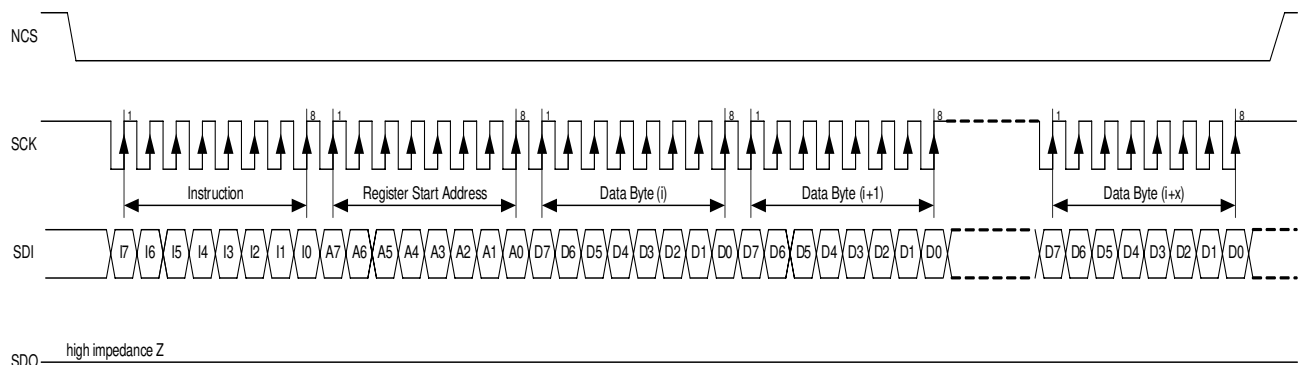 NCS
1 8 1 8 1 8 1 8 1 8
SCK
Instruction Register Start Address Data Byte (i) Data Byte (i+1) Data Byte (i+x)
SDI I7 I6 I5 I4 I3 I2 I1 I0 A7 A6 A5 A4 A3 A2 A1 A0 D7 D6 D5 D4 D3 D2 D1 D0 D7 D6 D5 D4 D3 D2 D1 D0 D7 D6 D5 D4 D3 D2 D1 D0
high impedance Z
SDO